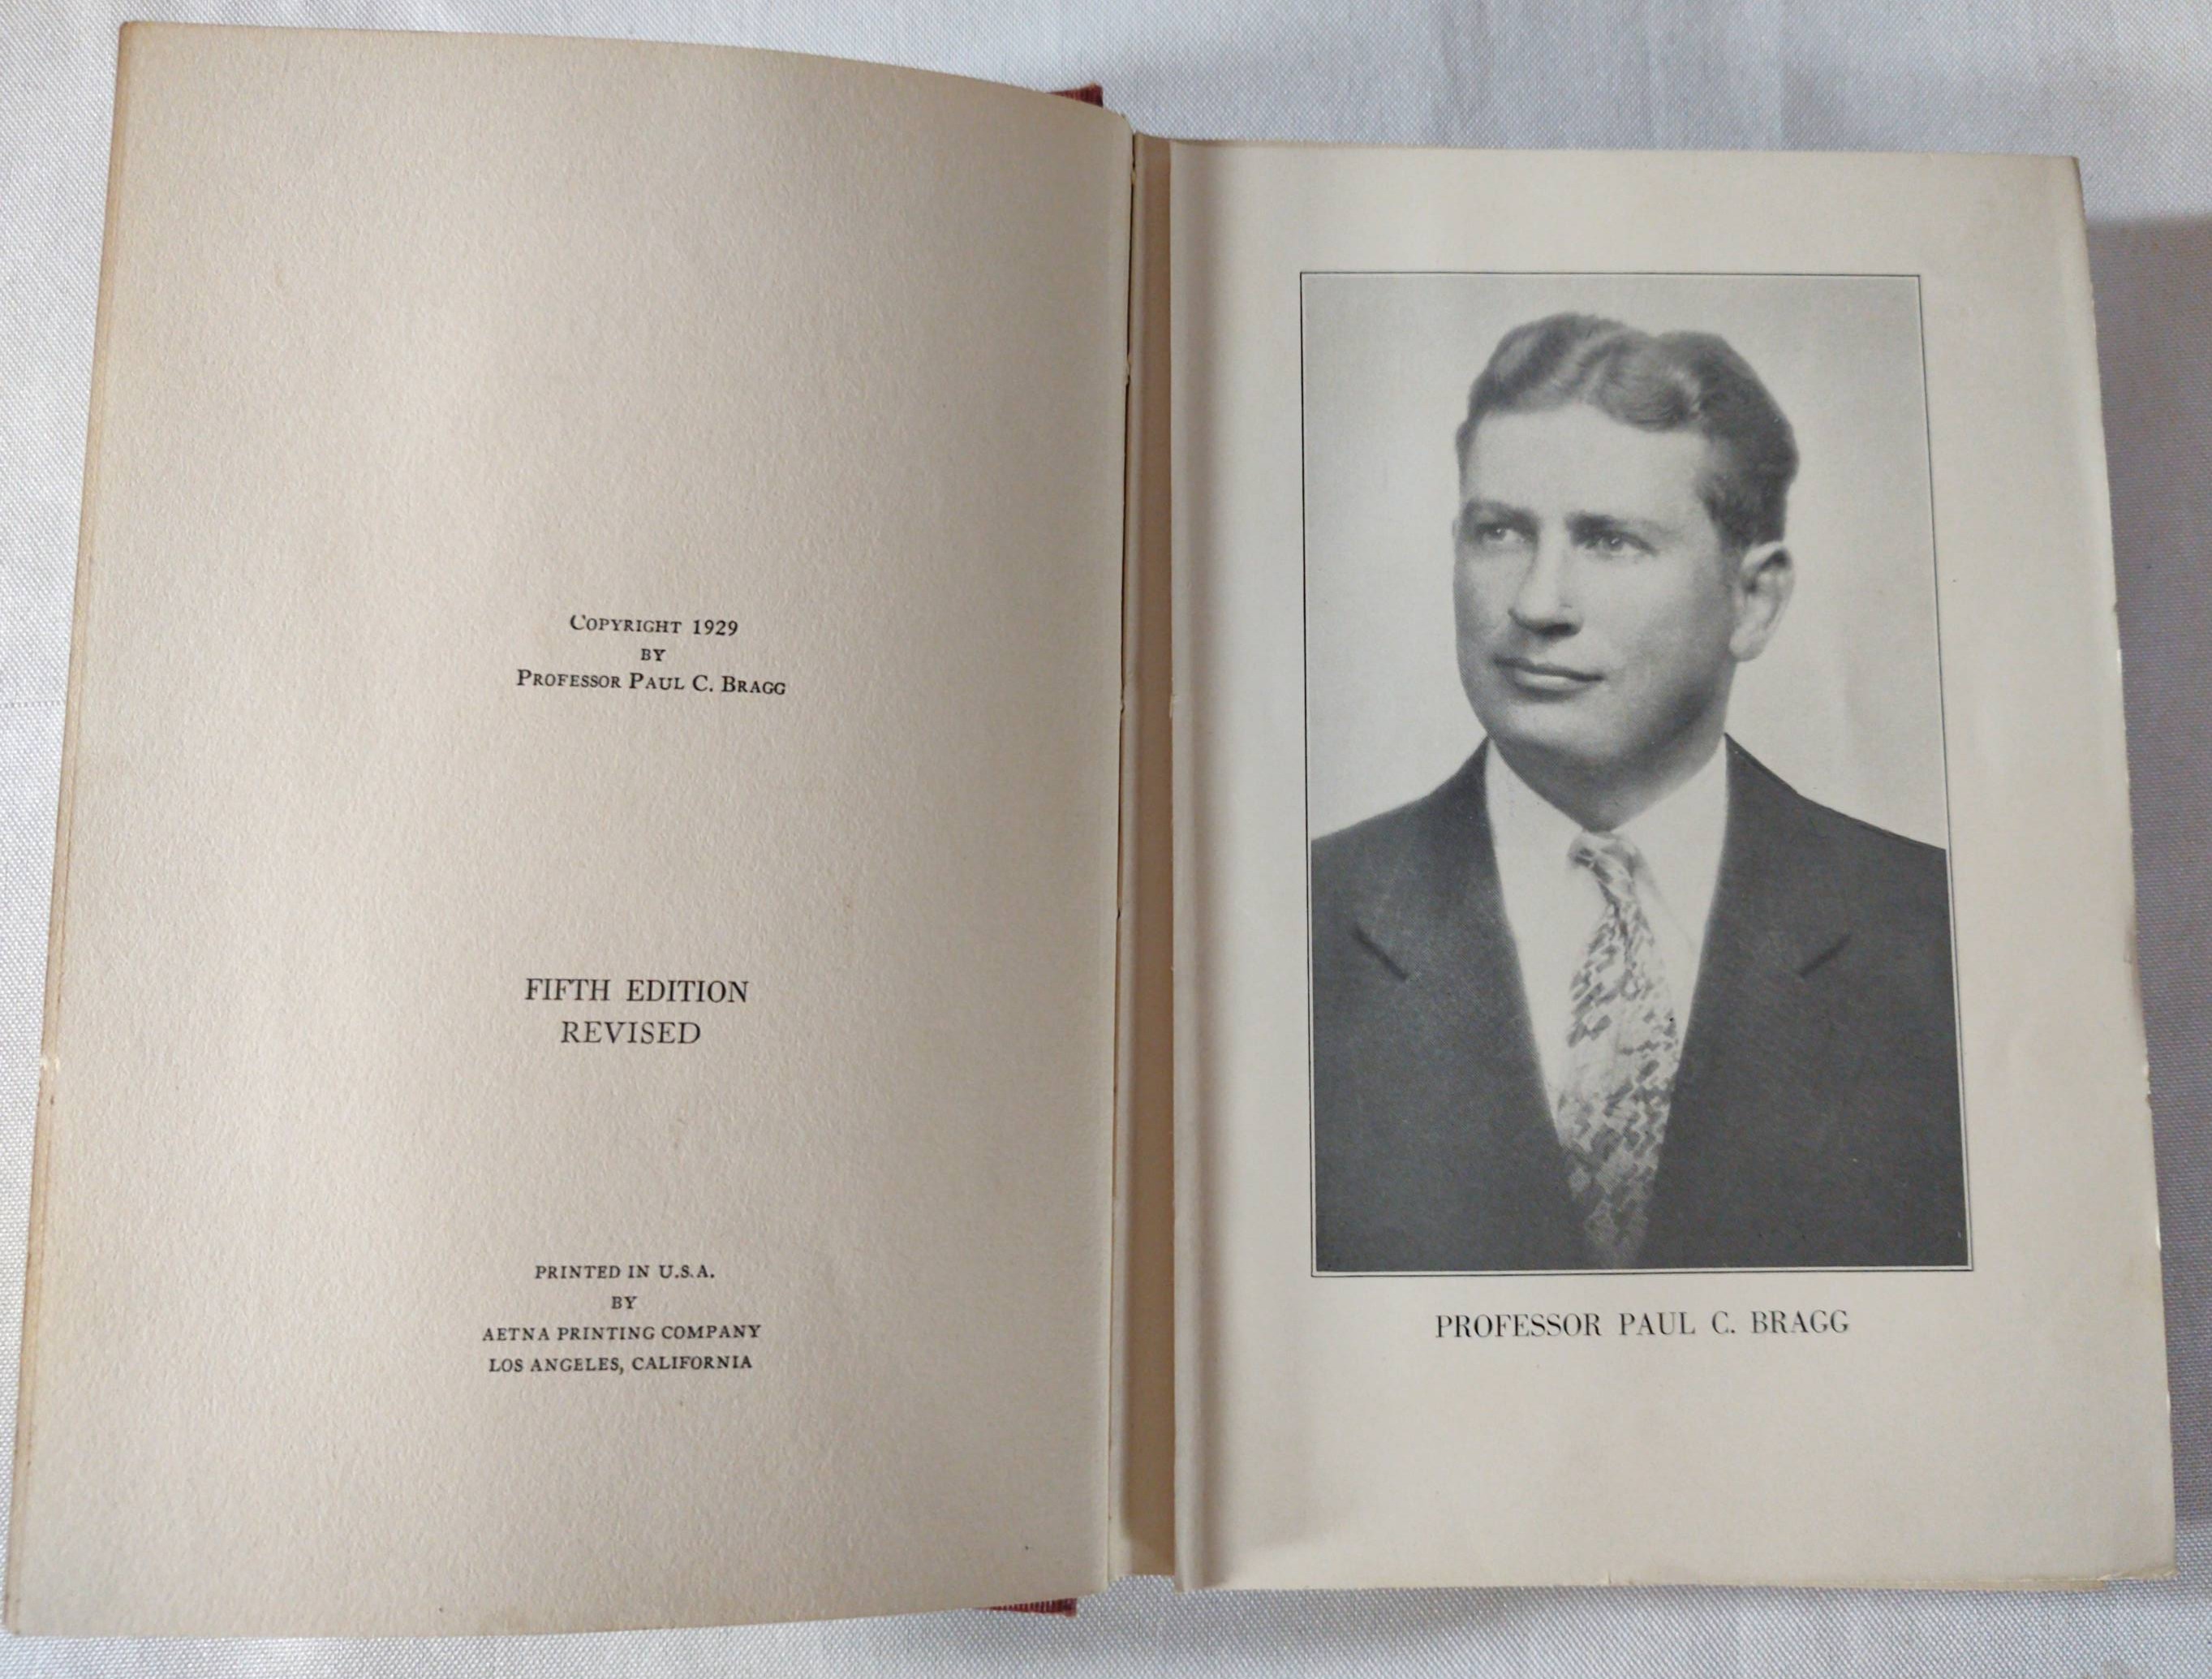 COPYRIGHT 1929
BY
PROFESSOR PAUL C. BRAGG
FIFTH EDITION
REVISED
PRINTED IN U.S.A.
BY
AETNA PRINTING COMPANY
LOS ANGELES, CALIFORNIA
PROFESSOR PAUL C. BRAGG